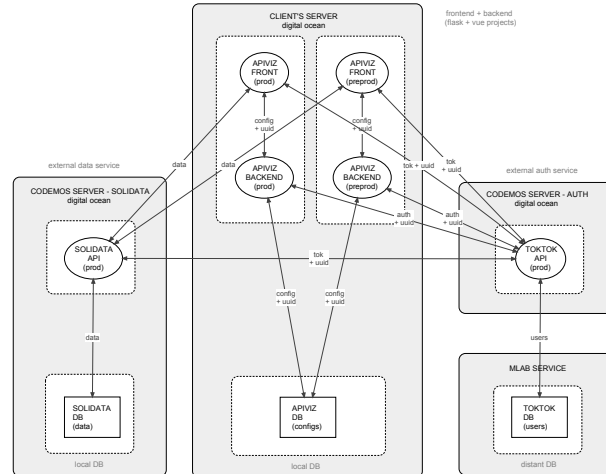 CLIENT'S SERVER
digital ocean
frontend + backend
(flask + vue projects)
APIVIZ
FRONT
(prod)
APIVIZ
FRONT
(preprod)
config
+ uuid
config
+ uuid
data
data
tok + uuid
tok
+ uuid
external data service
external auth service
CODEMOS SERVER - SOLIDATA
digital ocean
APIVIZ
BACKEND
(prod)
APIVIZ
BACKEND
(preprod)
CODEMOS SERVER - AUTH
digital ocean
auth
+ uuid
auth
+ uuid
SOLIDATA
API
(prod)
tok
+ uuid
TOKTOK
API
(prod)
config
+ uuid
config
+ uuid
data
users
MLAB SERVICE
SOLIDATA
DB
(data)
APIVIZ
DB
(configs)
TOKTOK
DB
(users)
local DB
local DB
distant DB